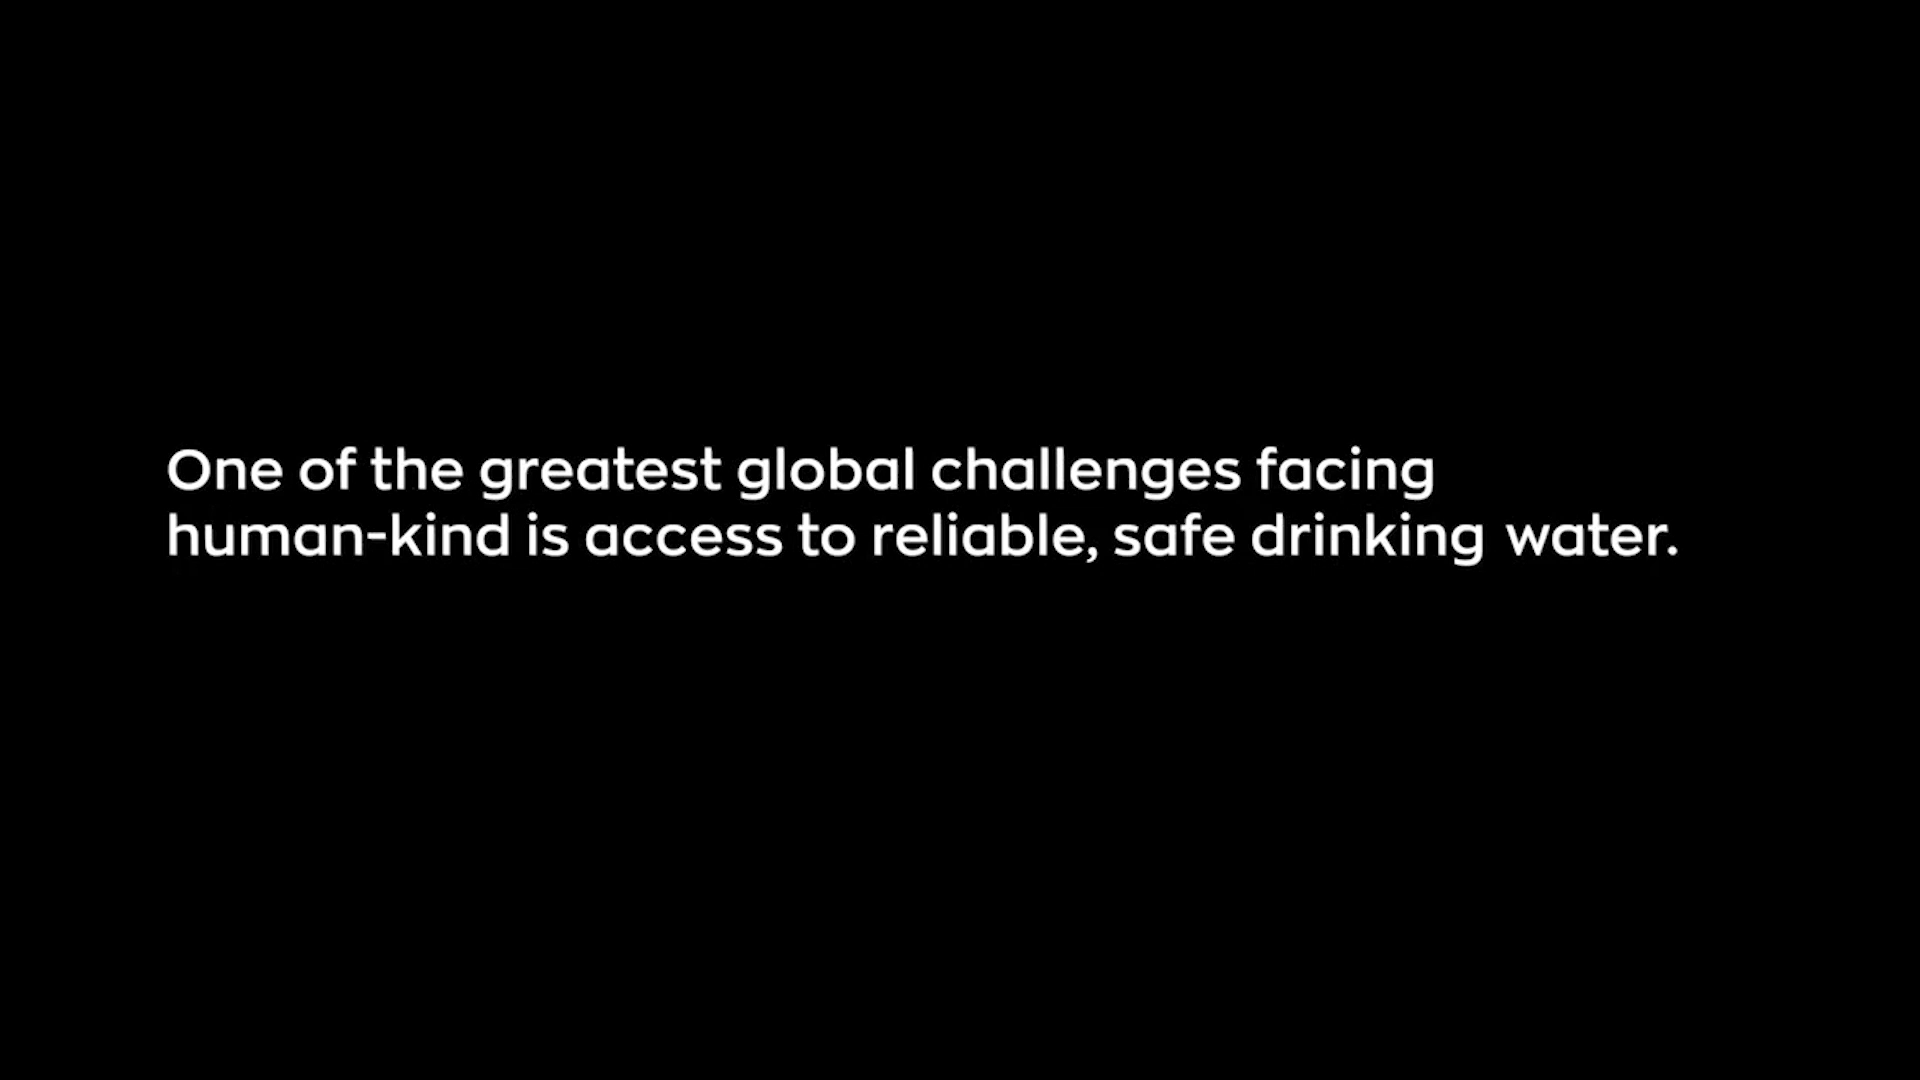 One of the greatest global challenges facing
human-kind is access to reliable, safe drinking water.